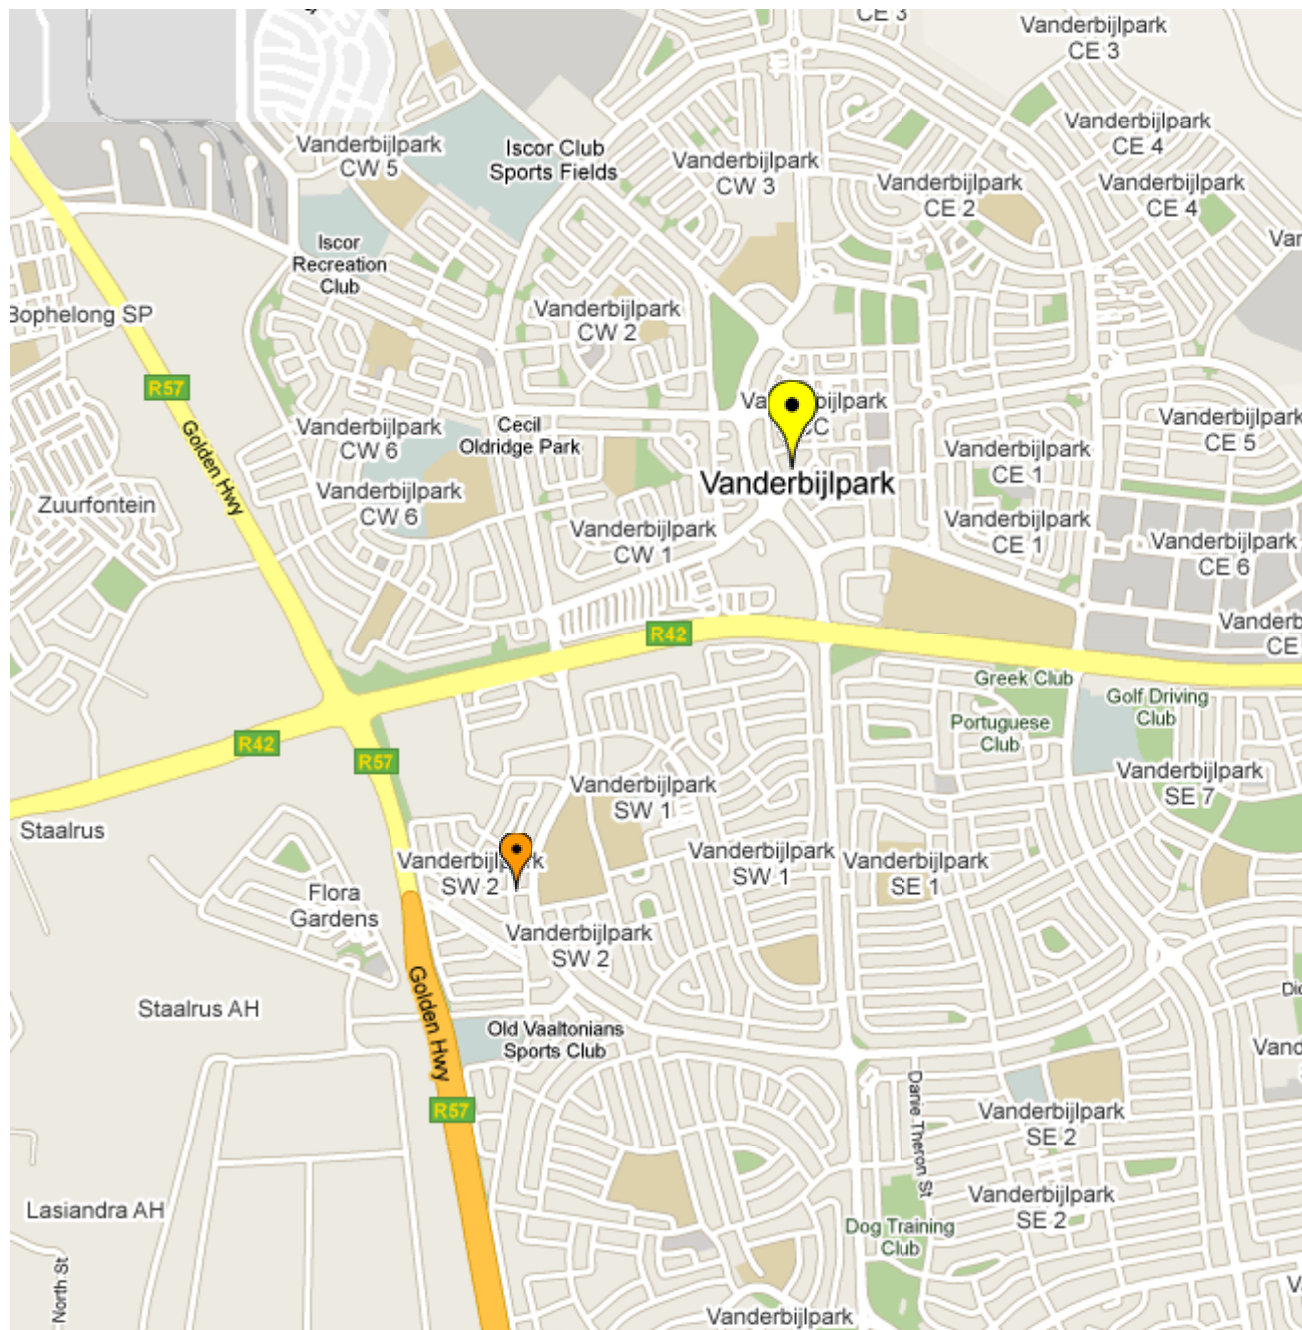 CE 3
Vanderbijlpark
CE 3
Vanderbijlpark
CE 4
Vanderbijlpark
CW 5
Iscor Club
Sports Fields
Vanderbijlpark
CW 3
Vanderbijlpark
CE 2
Vanderbijlpark
CE 4
Iscor
Recreation
Club
Bophelong SP
Vanderbijlpark
CW 2
R57
Golden Hwy
Vanderbijlpark
CW 6
Cecil
Oldridge Park
Vanderbijlpark
CE 5
Vanderbijlpark
CE 1
Vanderbijlpark
Zuurfontein
Vanderbijlpark
CW 6
Vanderbijlpark
CW 1
Vanderbijlpark
CE 1
Vanderbijlpark
CE 6
Vanderb
CE
R42
Greek Club
Golf Driving
Club
Portuguese
Club
R42
R57
Vanderbijlpark
SW 1
Vanderbijlpark
SE 7
Staalrus
Vanderbijlpark
SW 2
Vanderbijlpark
SW 1
Vanderbijlpark
SE 1
Flora
Gardens
Vanderbijlpark
SW 2
Staalrus AH
Golden Hwy
Old Vaaltonians
Sports Club
Vand
R57
Danie Theron St
Vanderbijlpark
SE 2
Vanderbijlpark
SE 2
Lasiandra AH
Dog Training
Club
North St
Vanderbijlpark